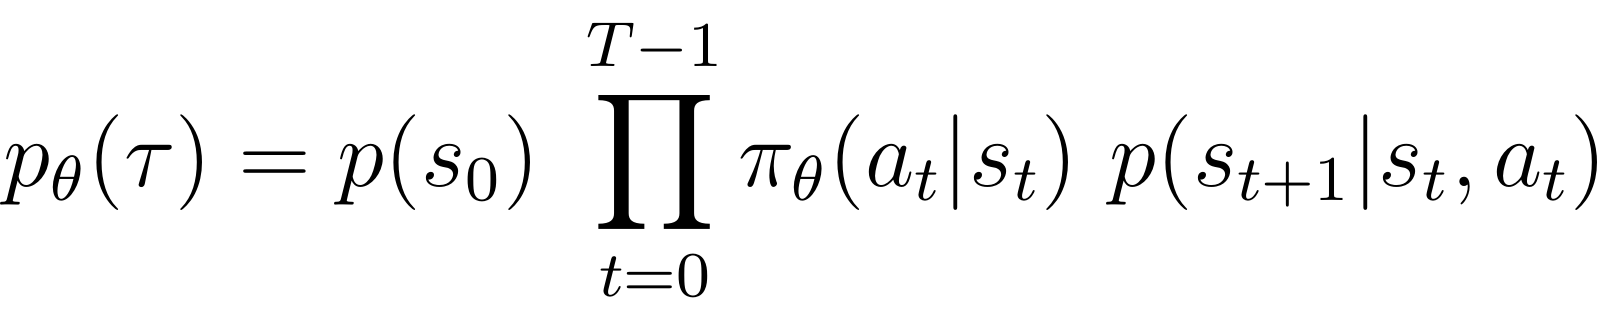 p_θ(τ) = p(s_0) ∏_{t=0}^{T−1} π_θ(a_t|s_t) p(s_{t+1}|s_t, a_t)